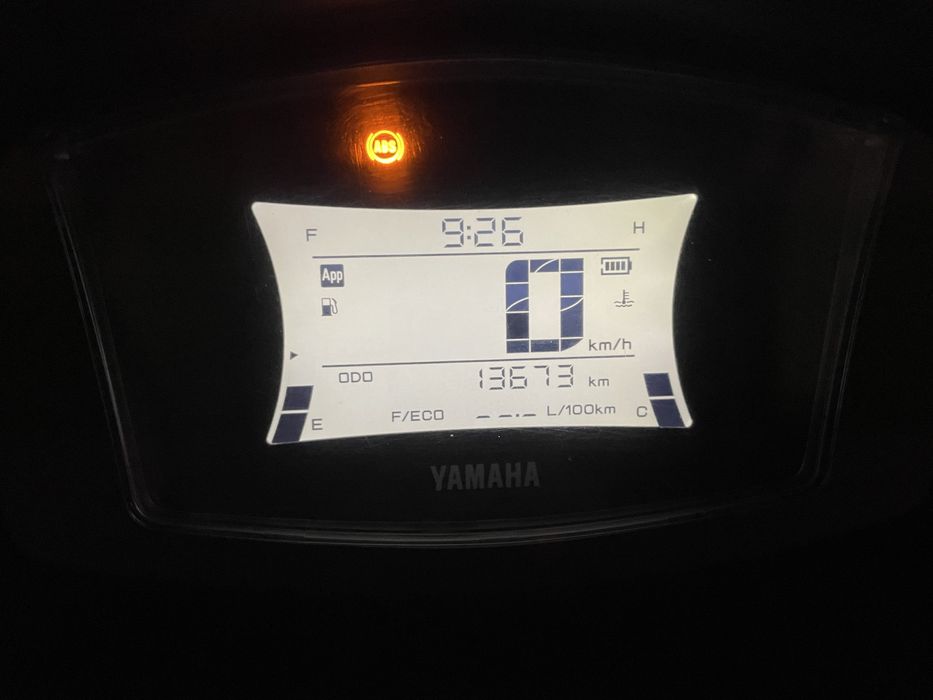 ABS
F 9:26 H
App
0 km/h
ODO 13673 km
E F/ECO --.- L/100km C
YAMAHA